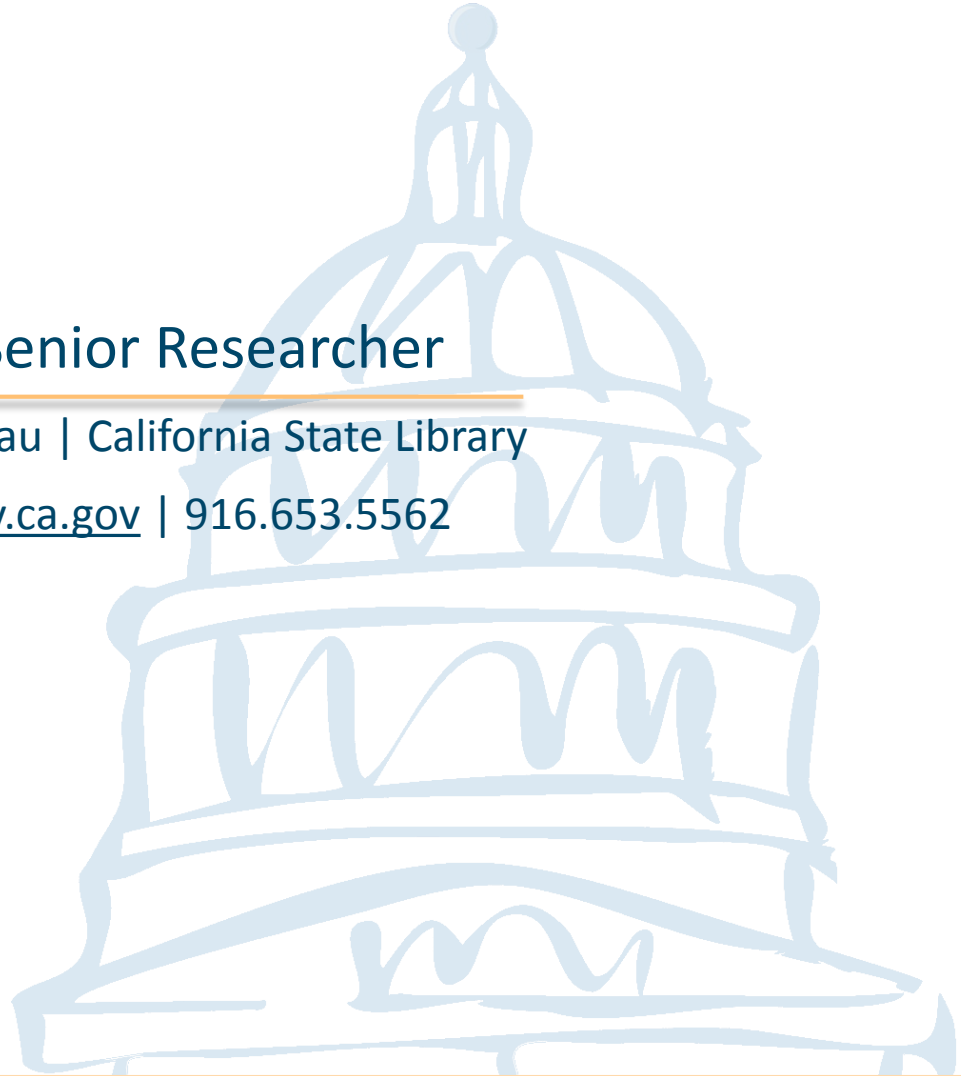 Senior Researcher
au | California State Library
v.ca.gov | 916.653.5562